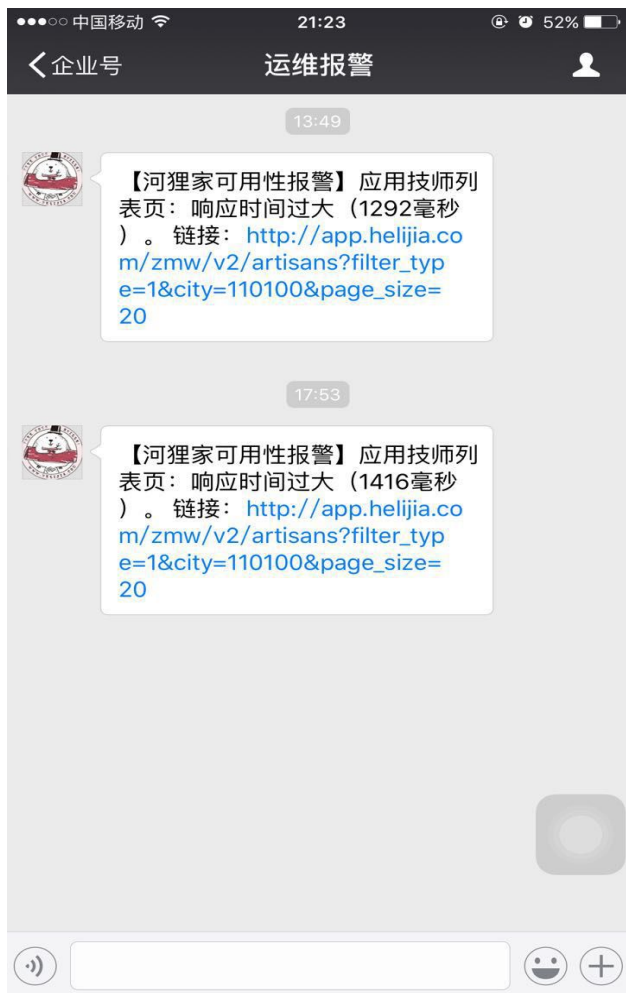 中国移动 21:23 52%
企业号 运维报警
13:49
【河狸家可用性报警】应用技师列
表页：响应时间过大（1292毫秒
）。 链接：http://app.helijia.co
m/zmw/v2/artisans?filter_typ
e=1&city=110100&page_size=
20
17:53
【河狸家可用性报警】应用技师列
表页：响应时间过大（1416毫秒
）。 链接：http://app.helijia.co
m/zmw/v2/artisans?filter_typ
e=1&city=110100&page_size=
20